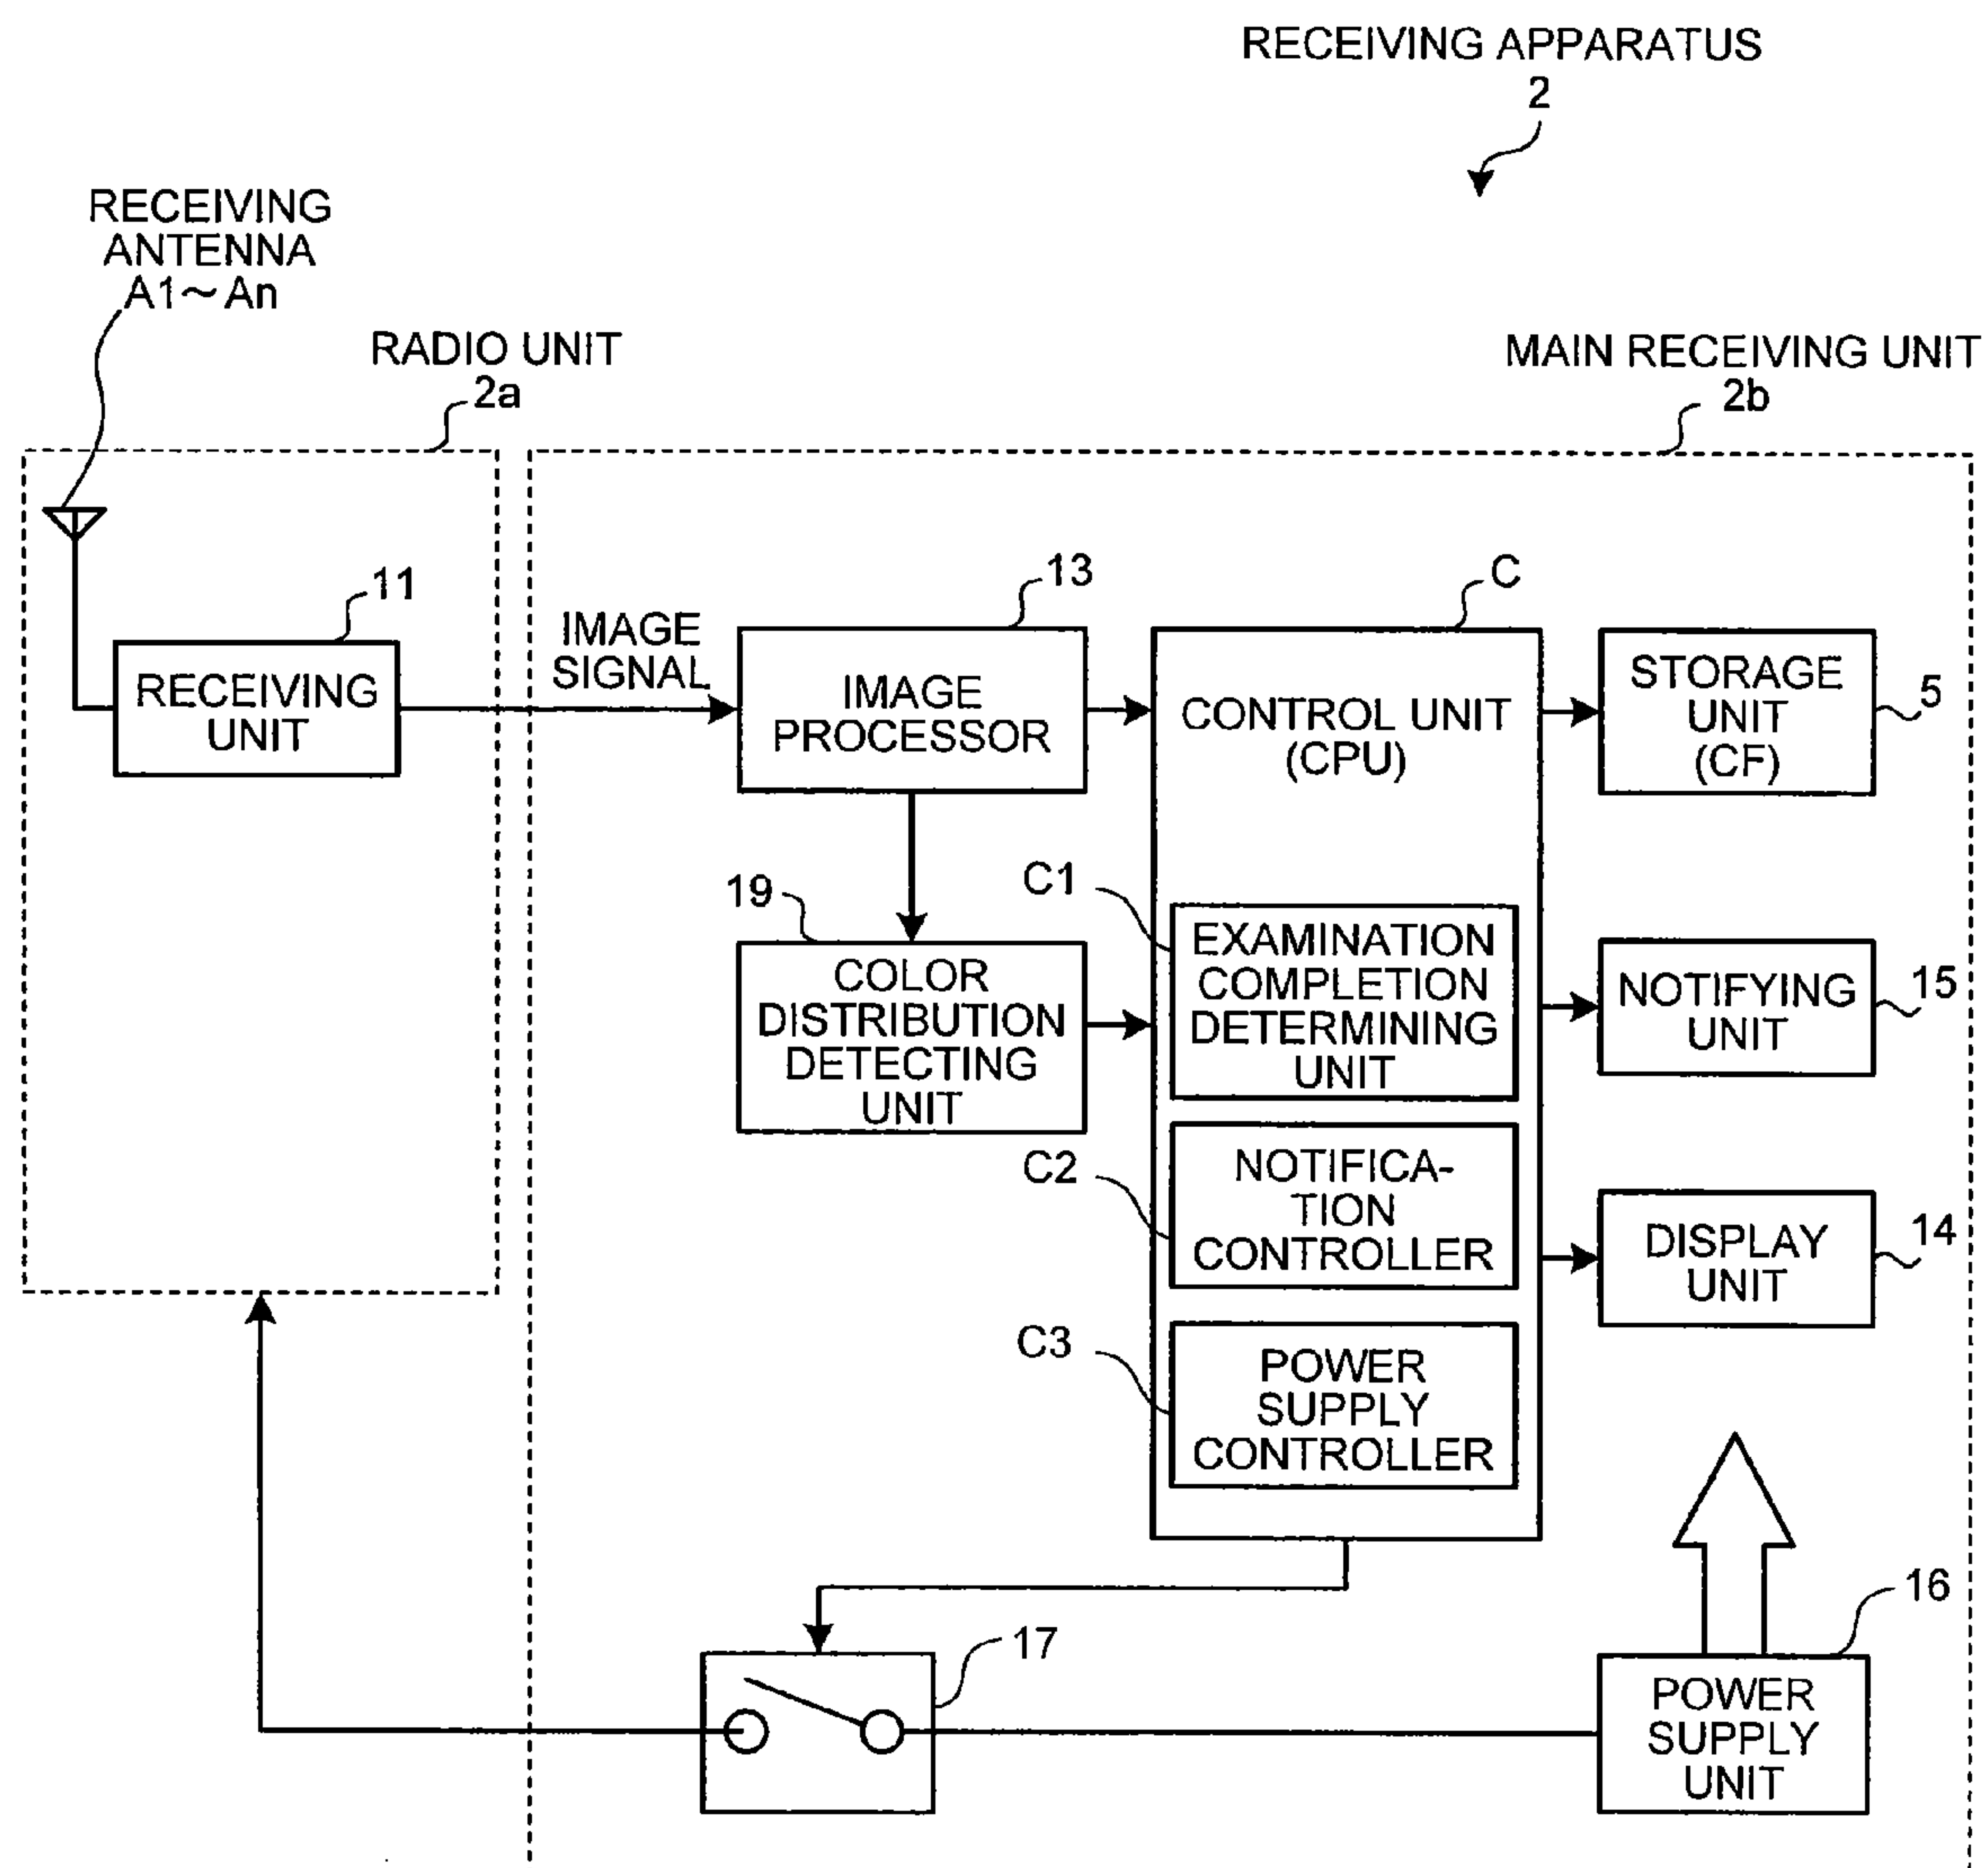 RECEIVING APPARATUS
2
RECEIVING
ANTENNA
A1~An
RADIO UNIT
2a
MAIN RECEIVING UNIT
2b
11
RECEIVING
UNIT
IMAGE
SIGNAL
13
IMAGE
PROCESSOR
C
CONTROL UNIT
(CPU)
STORAGE
UNIT
(CF)
5
19
COLOR
DISTRIBUTION
DETECTING
UNIT
C1
EXAMINATION
COMPLETION
DETERMINING
UNIT
NOTIFYING
UNIT
15
C2
NOTIFICA-
TION
CONTROLLER
DISPLAY
UNIT
14
C3
POWER
SUPPLY
CONTROLLER
17
16
POWER
SUPPLY
UNIT